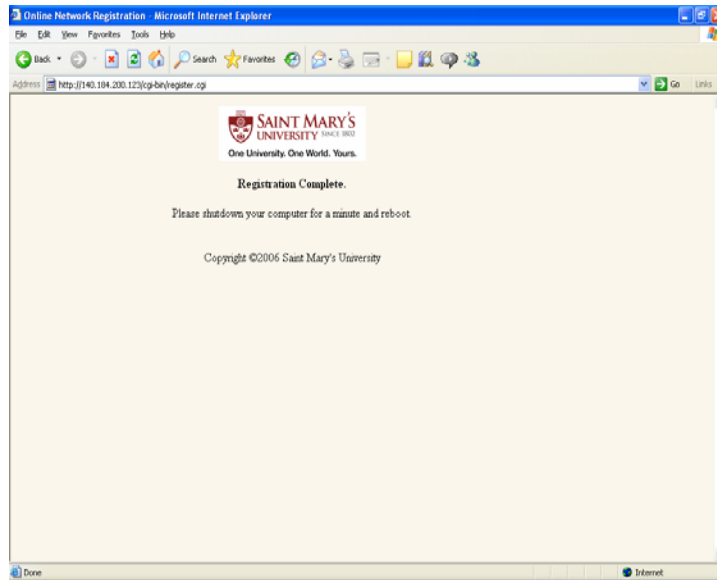 Online Network Registration - Microsoft Internet Explorer
File Edit View Favorites Tools Help
Back Search Favorites
Address http://140.184.200.123/cgi-bin/register.cgi Go Links
SAINT MARY'S
UNIVERSITY SINCE 1802
One University. One World. Yours.
Registration Complete.
Please shutdown your computer for a minute and reboot.
Copyright ©2006 Saint Mary's University
Done Internet